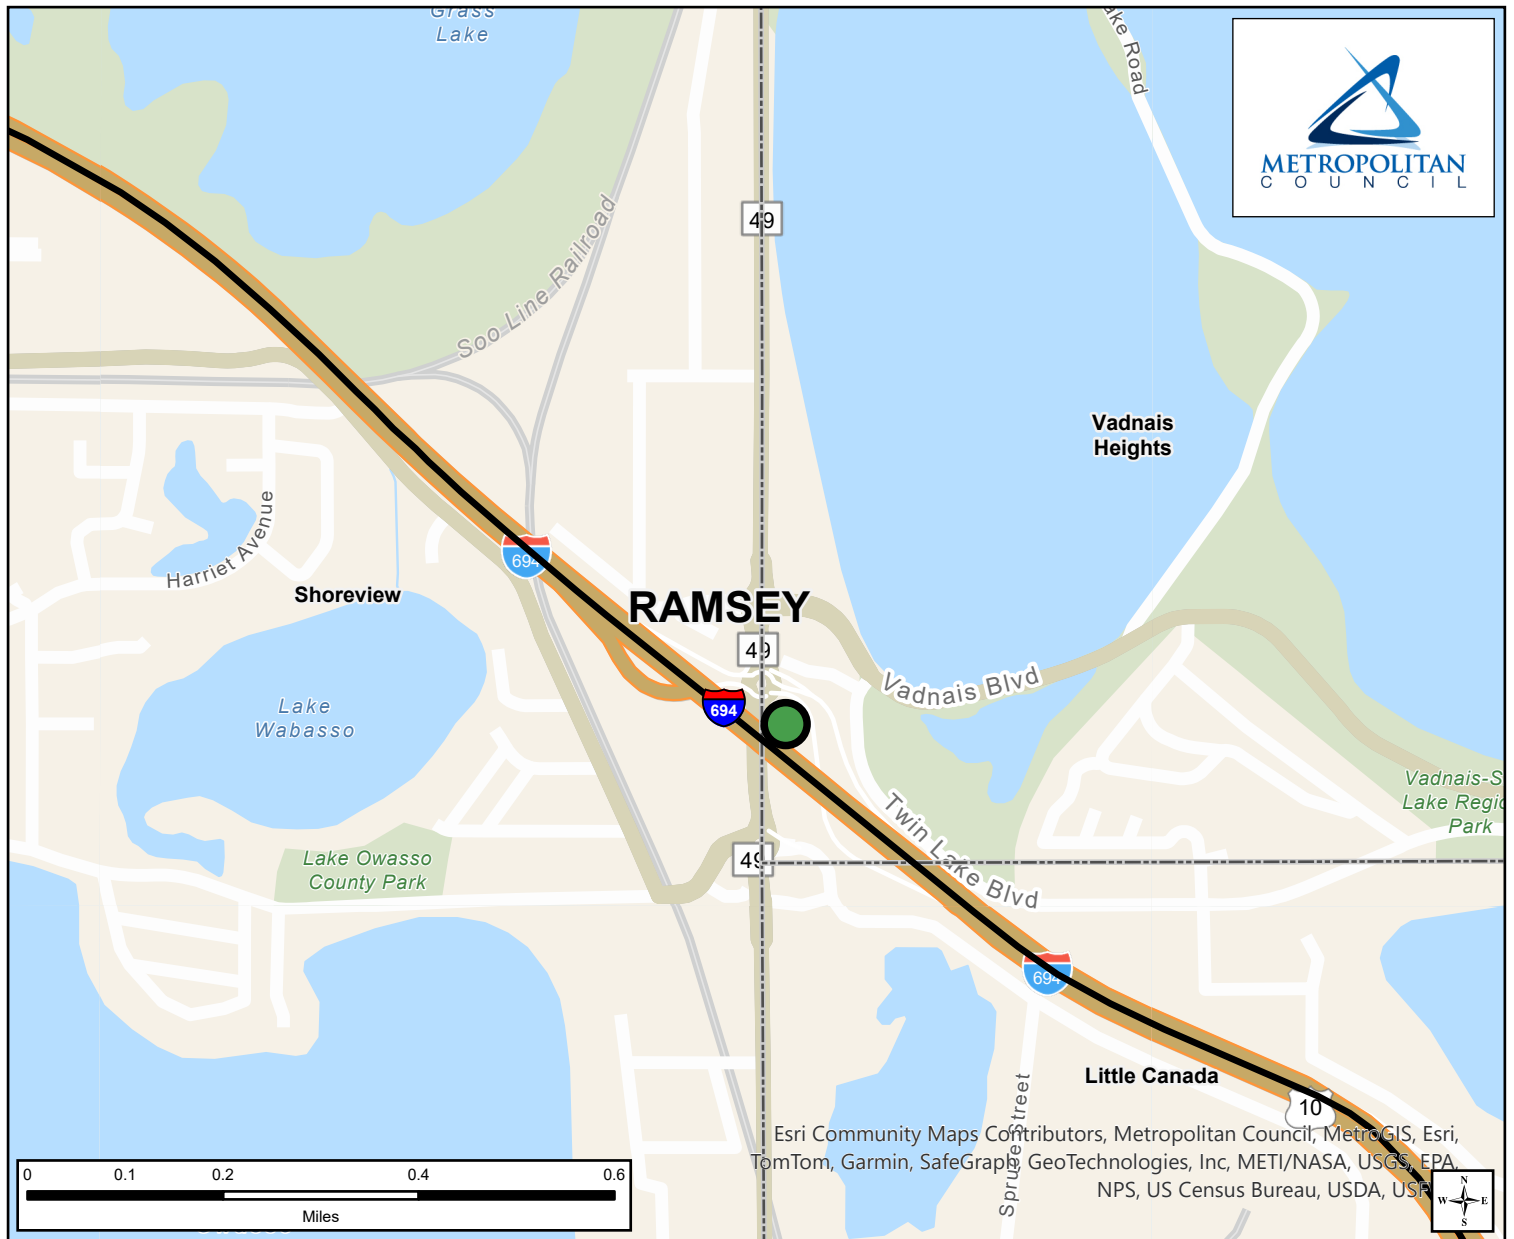 Grass
Lake
ake Road
METROPOLITAN
COUNCIL
49
Soo Line Railroad
Vadnais
Heights
Harriet Avenue
694
Shoreview
RAMSEY
49
Vadnais Blvd
694
Lake
Wabasso
Vadnais-S
Lake Regio
Park
Twin Lake Blvd
Lake Owasso
County Park
49
694
Little Canada
10
Spruce Street
Esri Community Maps Contributors, Metropolitan Council, MetroGIS, Esri,
TomTom, Garmin, SafeGraph, GeoTechnologies, Inc, METI/NASA, USGS, EPA,
NPS, US Census Bureau, USDA, USF
0 0.1 0.2 0.4 0.6
Miles
N
W E
S